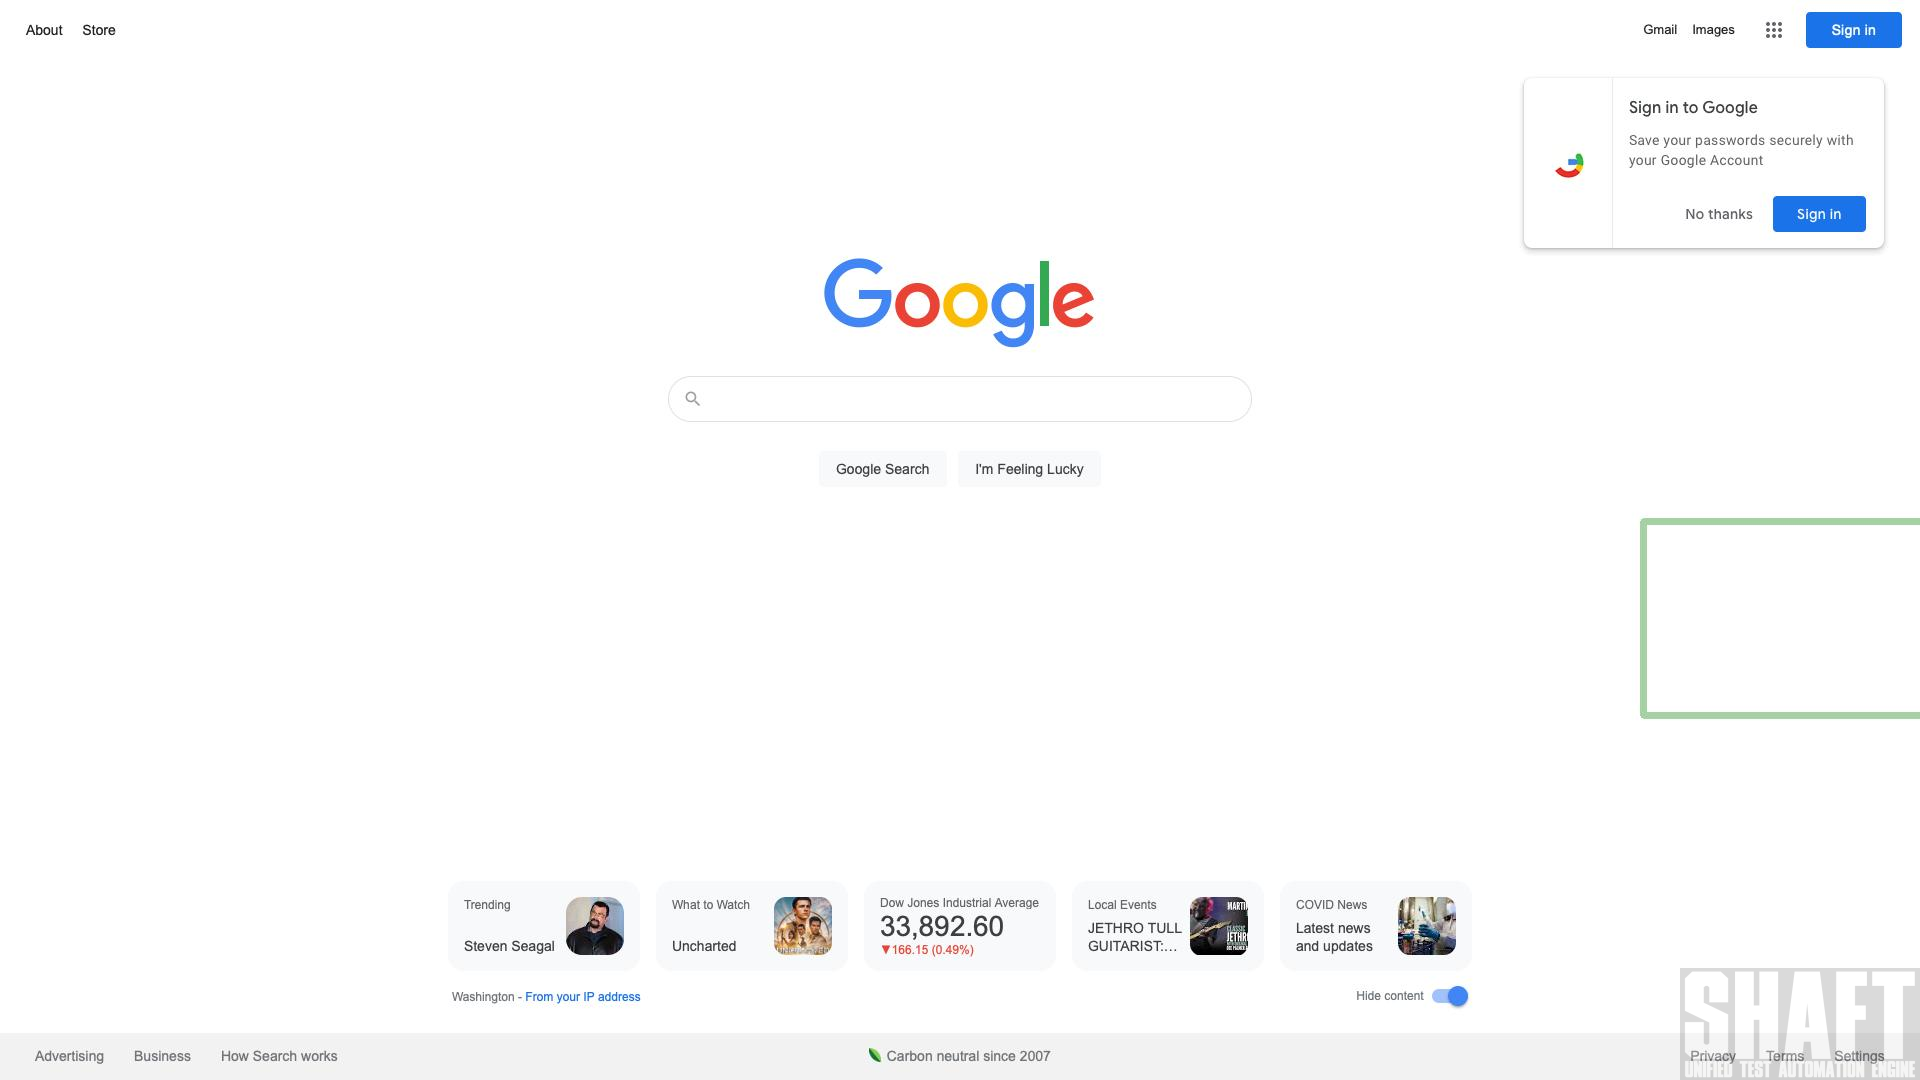 About Store
Gmail Images
Sign in
Sign in to Google
Save your passwords securely with
your Google Account
No thanks
Sign in
Google
Google Search
I'm Feeling Lucky
Trending
Steven Seagal
What to Watch
Uncharted
Dow Jones Industrial Average
33,892.60
▼166.15 (0.49%)
Local Events
JETHRO TULL
GUITARIST:...
MARTI
CLASSIC
JETHR
COVID News
Latest news
and updates
Washington - From your IP address
Hide content
Advertising Business How Search works
Carbon neutral since 2007
Privacy Terms Settings
SHAFT
UNIFIED TEST AUTOMATION ENGINE